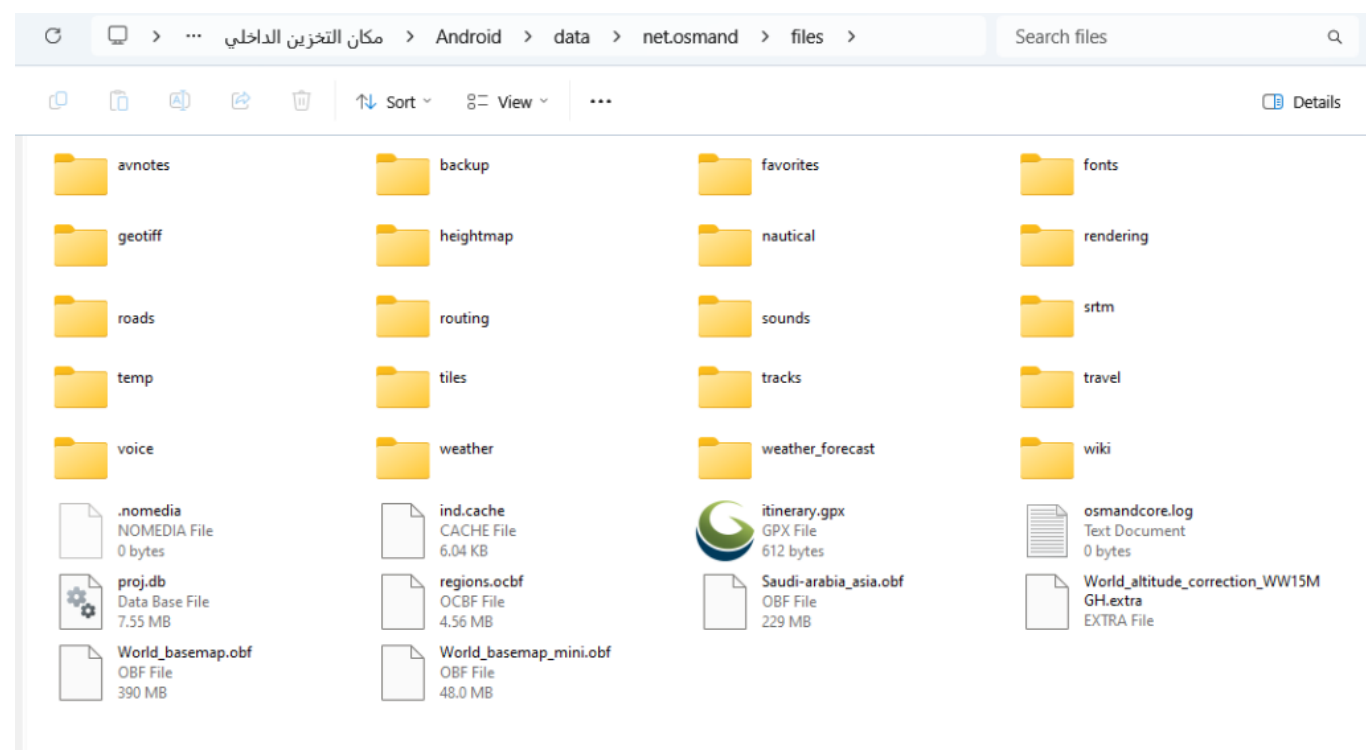 مكان التخزين الداخلي > Android > data > net.osmand > files >
Search files
Sort
View
Details
avnotes
backup
favorites
fonts
geotiff
heightmap
nautical
rendering
roads
routing
sounds
srtm
temp
tiles
tracks
travel
voice
weather
weather_forecast
wiki
.nomedia
NOMEDIA File
0 bytes
ind.cache
CACHE File
6.04 KB
itinerary.gpx
GPX File
612 bytes
osmandcore.log
Text Document
0 bytes
proj.db
Data Base File
7.55 MB
regions.ocbf
OCBF File
4.56 MB
Saudi-arabia_asia.obf
OBF File
229 MB
World_altitude_correction_WW15M
GH.extra
EXTRA File
World_basemap.obf
OBF File
390 MB
World_basemap_mini.obf
OBF File
48.0 MB